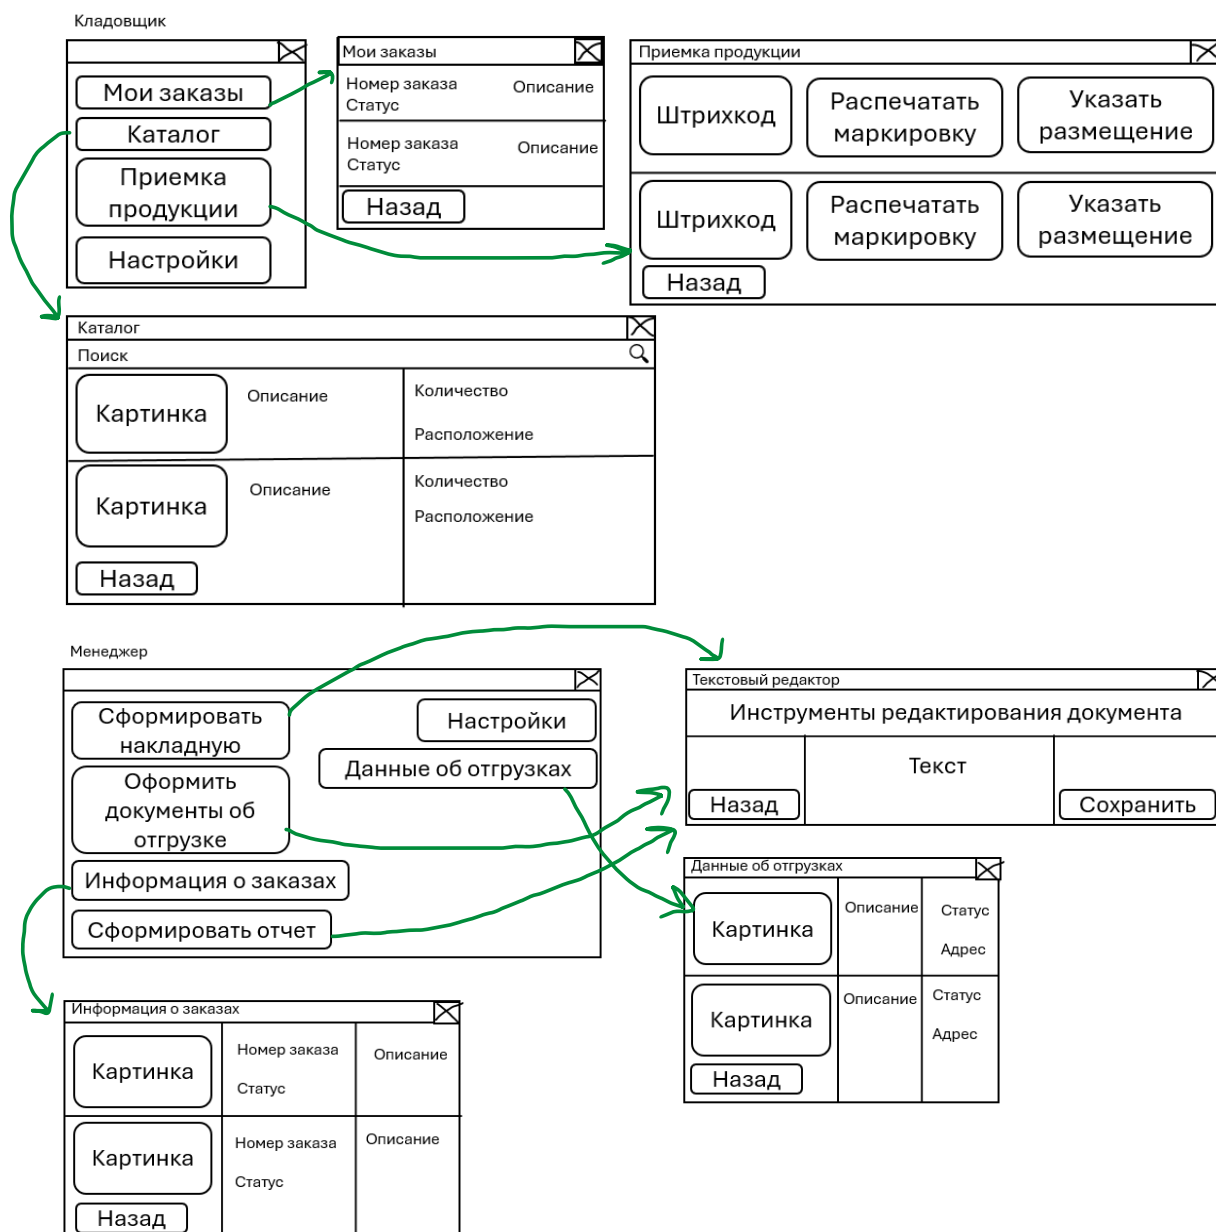 Кладовщик
Мои заказы
Каталог
Приемка
продукции
Настройки
Мои заказы
Номер заказа
Статус
Описание
Номер заказа
Статус
Описание
Назад
Приемка продукции
Штрихкод
Распечатать
маркировку
Указать
размещение
Штрихкод
Распечатать
маркировку
Указать
размещение
Назад
Каталог
Поиск
Картинка
Описание
Количество
Расположение
Картинка
Описание
Количество
Расположение
Назад
Менеджер
Сформировать
накладную
Настройки
Данные об отгрузках
Оформить
документы об
отгрузке
Информация о заказах
Сформировать отчет
Текстовый редактор
Инструменты редактирования документа
Текст
Назад
Сохранить
Данные об отгрузках
Картинка
Описание
Статус
Адрес
Картинка
Описание
Статус
Адрес
Назад
Информация о заказах
Картинка
Номер заказа
Статус
Описание
Картинка
Номер заказа
Статус
Описание
Назад